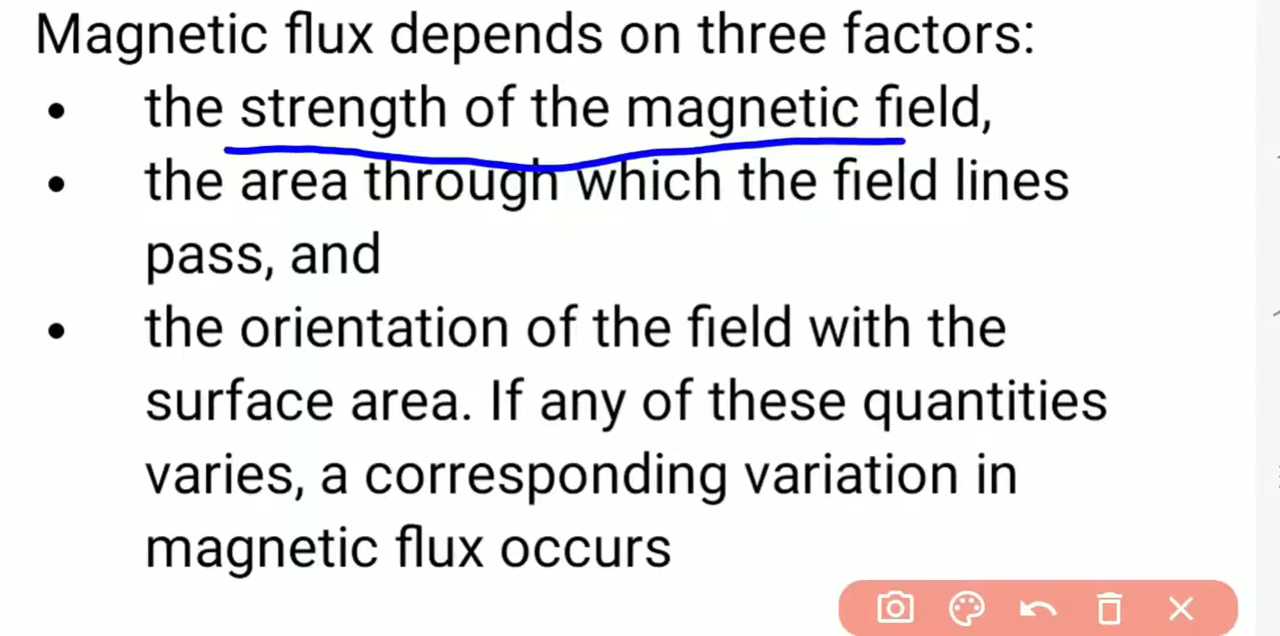 Magnetic flux depends on three factors:
• the strength of the magnetic field,
• the area through which the field lines
pass, and
• the orientation of the field with the
surface area. If any of these quantities
varies, a corresponding variation in
magnetic flux occurs